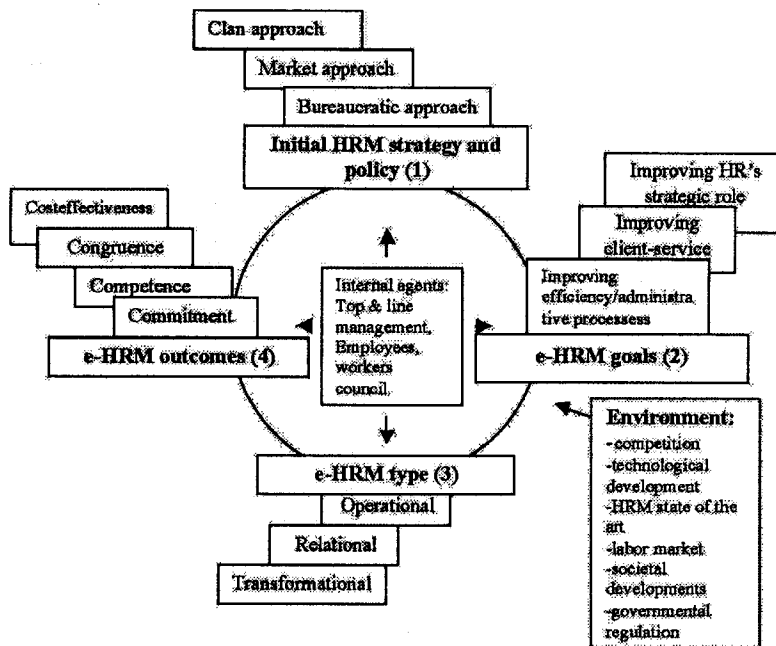 Clan approach
Market approach
Bureaucratic approach
Initial HRM strategy and
policy (1)
Improving HR's
strategic role
Improving
client-service
Improving
efficiency/administra
tive processess
e-HRM goals (2)
Costeffectiveness
Congruence
Competence
Commitment
e-HRM outcomes (4)
Internal agents:
Top & line
management,
Employees,
workers
council,
e-HRM type (3)
Operational
Relational
Transformational
Environment:
-competition
-technological
development
-HRM state of the
art
-labor market
-societal
developments
-governmental
regulation